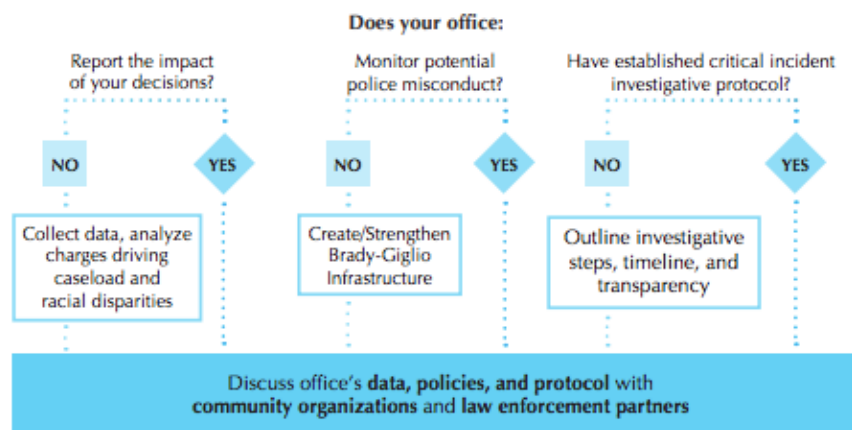 Does your office:
Report the impact
of your decisions?
Monitor potential
police misconduct?
Have established critical incident
investigative protocol?
NO
YES
NO
YES
NO
YES
Collect data, analyze
charges driving
caseload and
racial disparities
Create/Strengthen
Brady-Giglio
Infrastructure
Outline investigative
steps, timeline, and
transparency
Discuss office's data, policies, and protocol with
community organizations and law enforcement partners